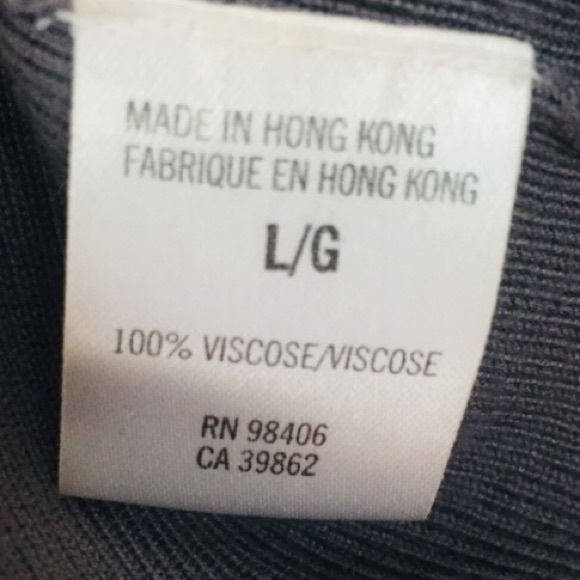 MADE IN HONG KONG
FABRIQUE EN HONG KONG
L/G
100% VISCOSE/VISCOSE
RN 98406
CA 39862